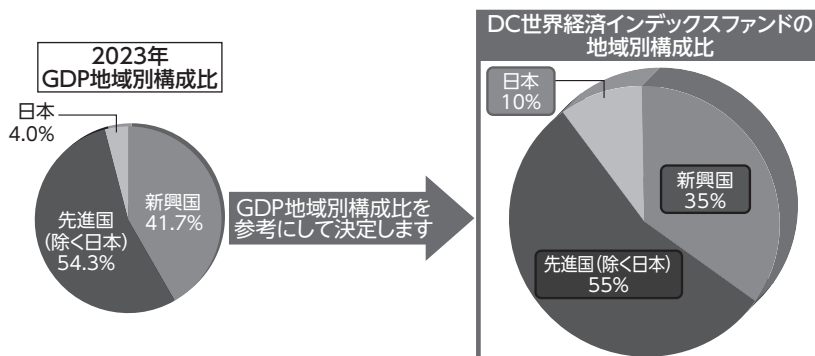 2023年
GDP地域別構成比
日本
4.0%
新興国
41.7%
先進国
(除く日本)
54.3%
GDP地域別構成比を
参考にして決定します
DC世界経済インデックスファンドの
地域別構成比
日本
10%
新興国
35%
先進国(除く日本)
55%